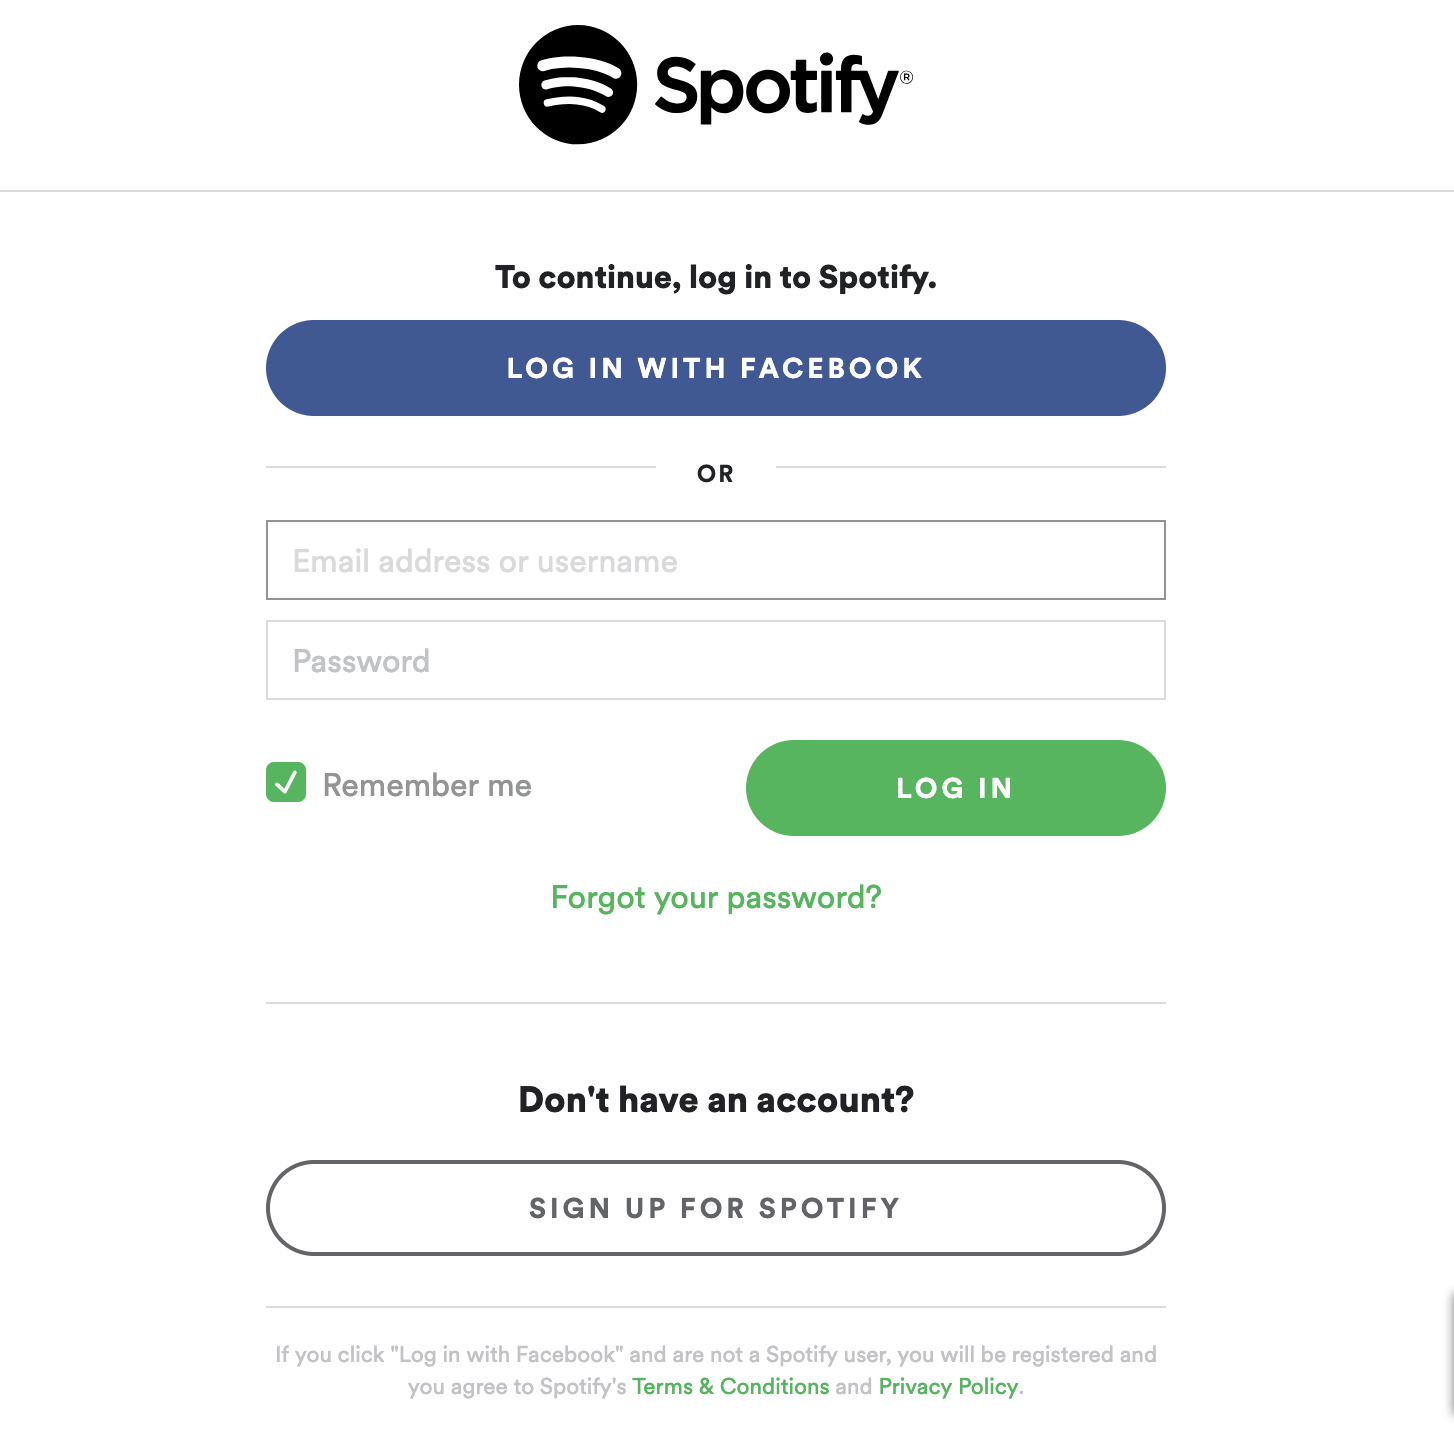 Spotify®
To continue, log in to Spotify.
LOG IN WITH FACEBOOK
OR
Email address or username
Password
Remember me
LOG IN
Forgot your password?
Don't have an account?
SIGN UP FOR SPOTIFY
If you click "Log in with Facebook" and are not a Spotify user, you will be registered and
you agree to Spotify's Terms & Conditions and Privacy Policy.